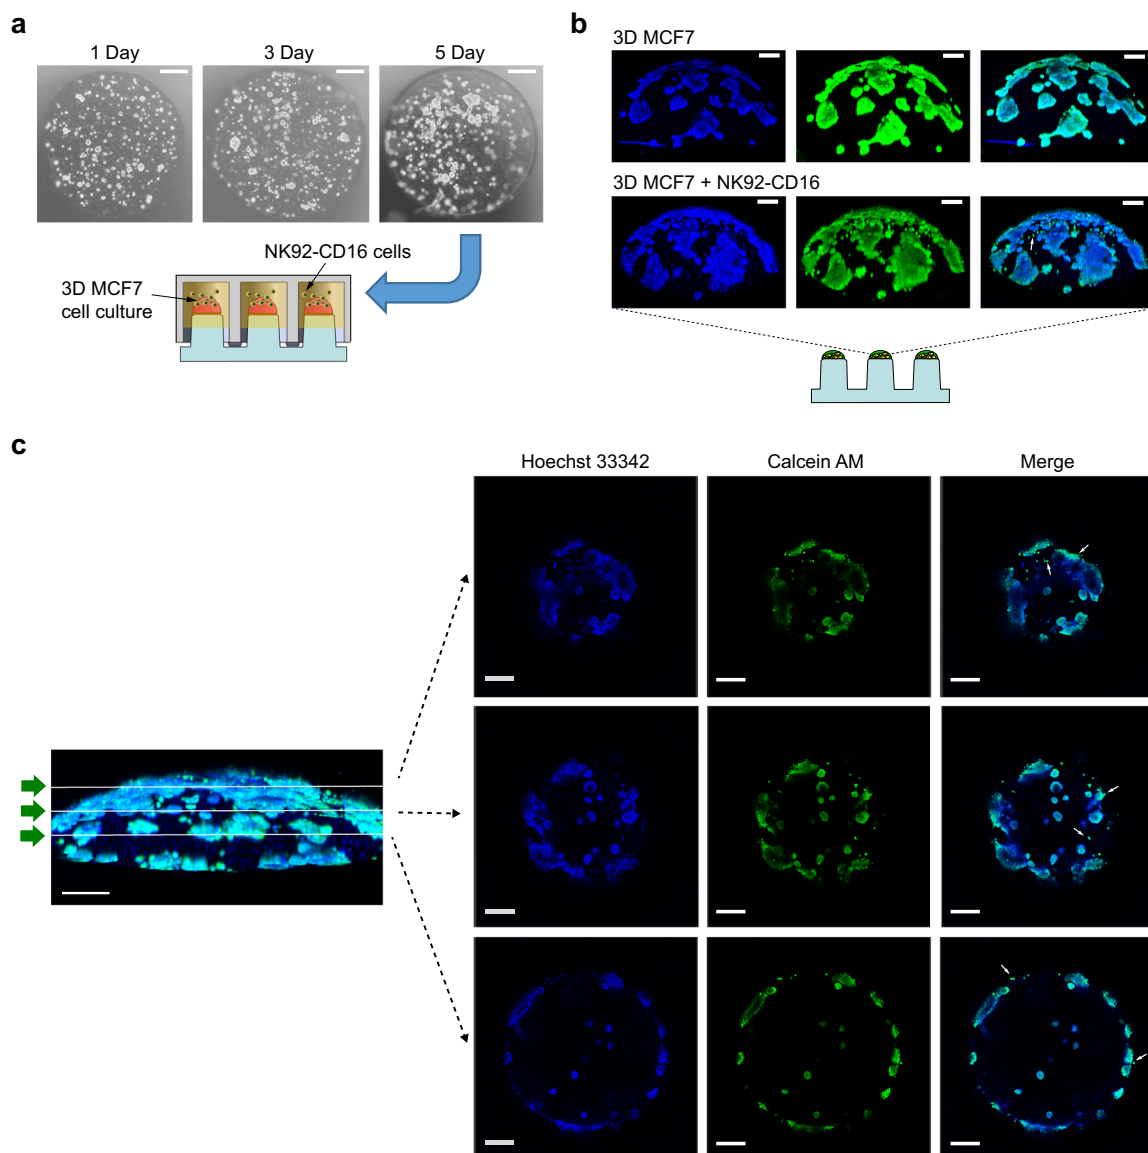 a
1 Day
3 Day
5 Day
NK92-CD16 cells
3D MCF7
cell culture
b
3D MCF7
3D MCF7 + NK92-CD16
c
Hoechst 33342
Calcein AM
Merge